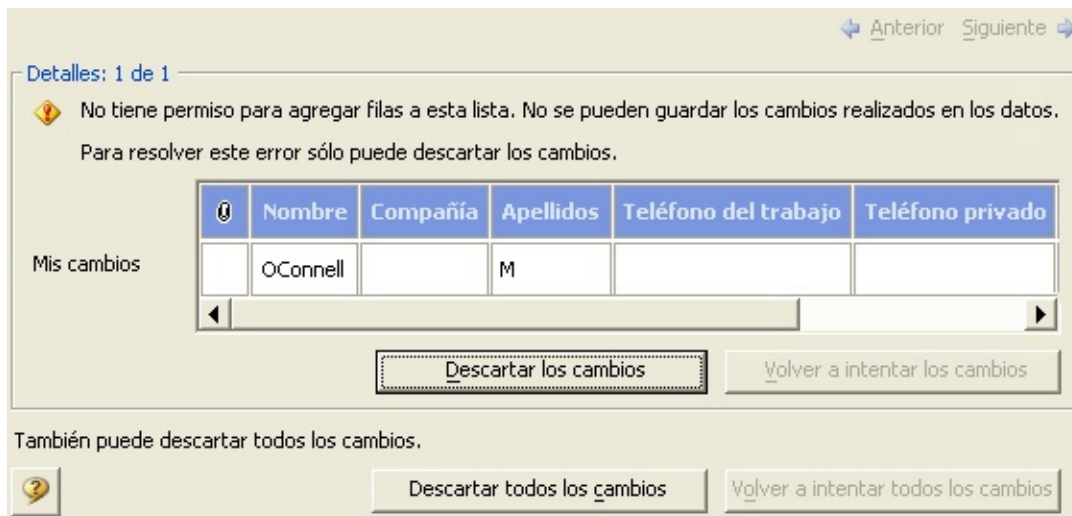 Anterior Siguiente
Detalles: 1 de 1
No tiene permiso para agregar filas a esta lista. No se pueden guardar los cambios realizados en los datos.
Para resolver este error sólo puede descartar los cambios.
Nombre Compañía Apellidos Teléfono del trabajo Teléfono privado
Mis cambios OConnell M
Descartar los cambios Volver a intentar los cambios
También puede descartar todos los cambios.
Descartar todos los cambios Volver a intentar todos los cambios